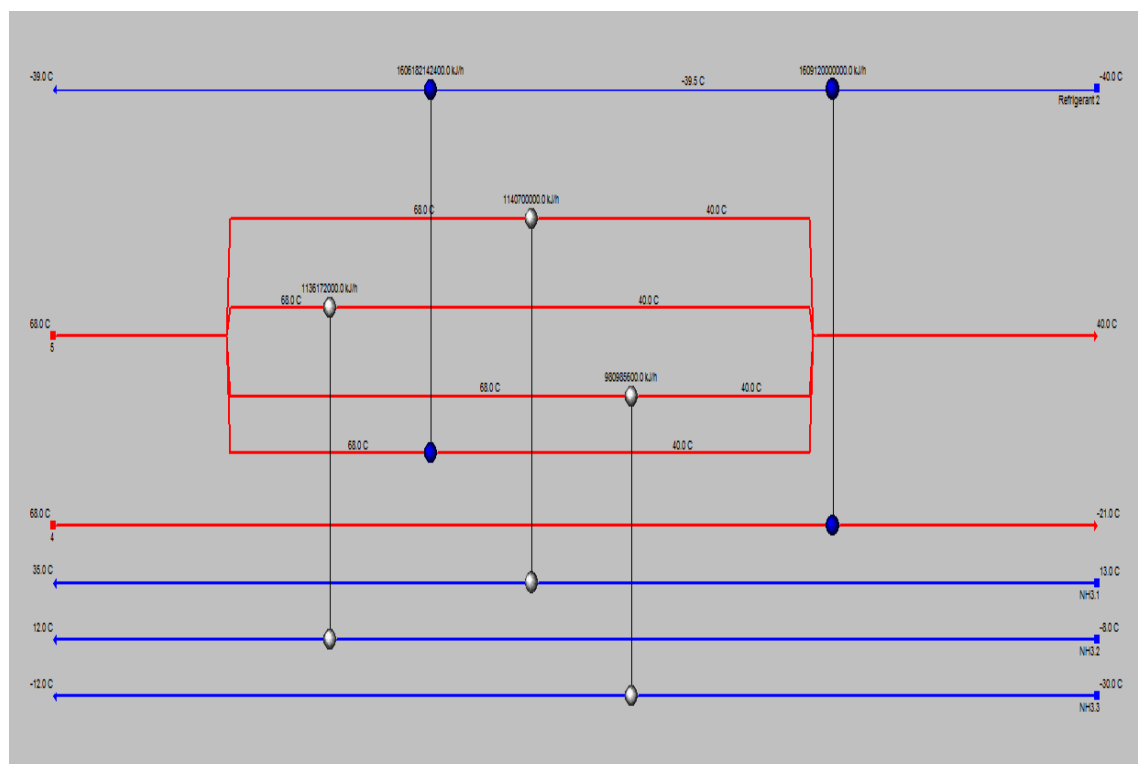 1606182142400.0 kJ/h
1609120000000.0 kJ/h
-39.0 C
-39.5 C
-40.0 C
Refrigerant 2
1140700000.0 kJ/h
68.0 C
40.0 C
1136172000.0 kJ/h
68.0 C
40.0 C
68.0 C
40.0 C
5
980985600.0 kJ/h
68.0 C
40.0 C
68.0 C
40.0 C
68.0 C
-21.0 C
4
35.0 C
13.0 C
NH3.1
12.0 C
-8.0 C
NH3.2
-12.0 C
-30.0 C
NH3.3